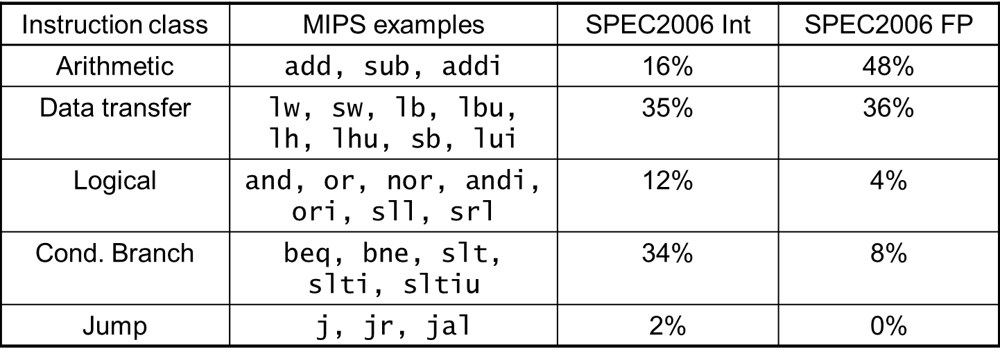 Instruction class MIPS examples SPEC2006 Int SPEC2006 FP
Arithmetic add, sub, addi 16% 48%
Data transfer lw, sw, lb, lbu, 35% 36%
lh, lhu, sb, lui
Logical and, or, nor, andi, 12% 4%
ori, sll, srl
Cond. Branch beq, bne, slt, 34% 8%
slti, sltiu
Jump j, jr, jal 2% 0%